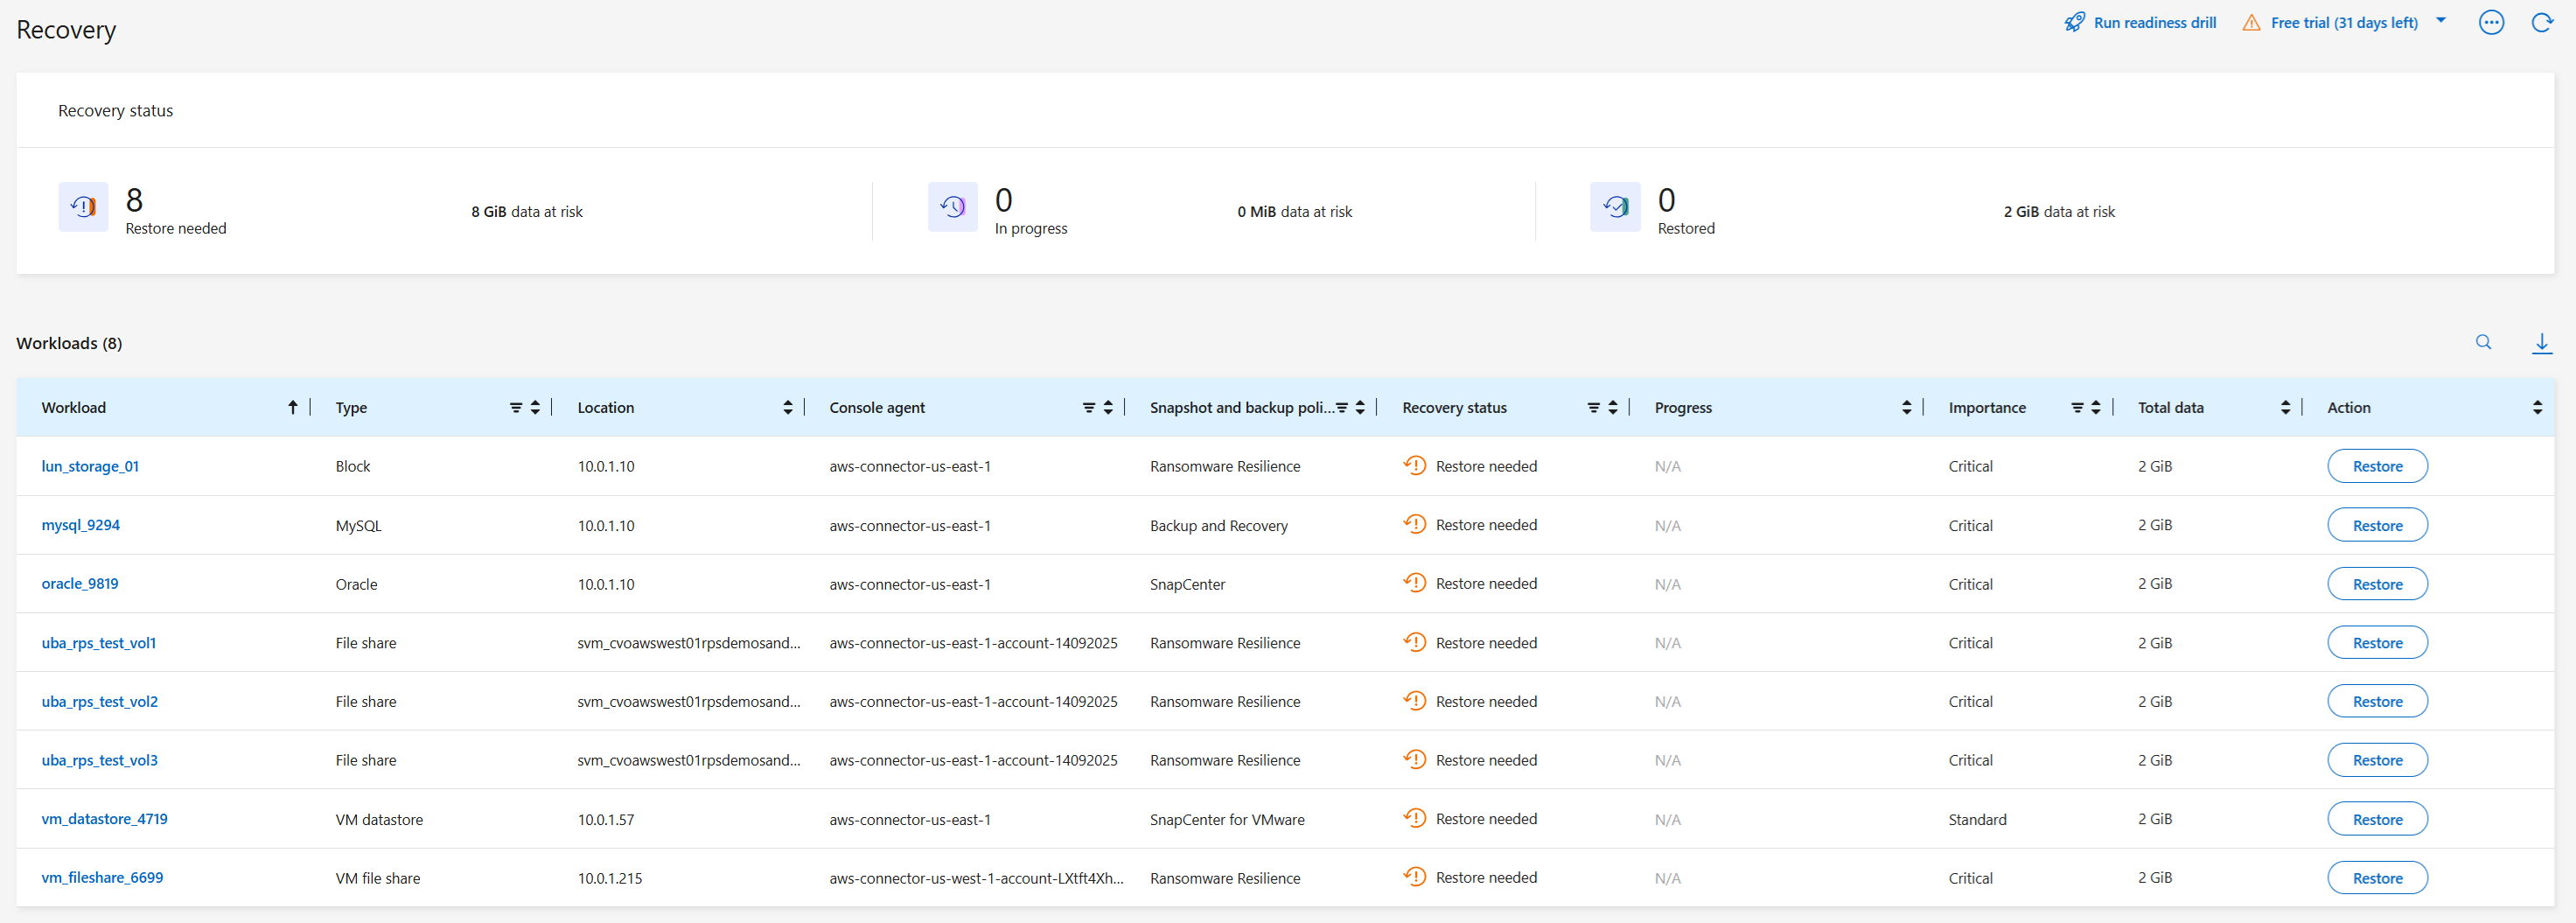 Recovery
Run readiness drill
Free trial (31 days left)
Recovery status
8
Restore needed
8 GiB data at risk
0
In progress
0 MiB data at risk
0
Restored
2 GiB data at risk
Workloads (8)
Workload Type Location Console agent Snapshot and backup poli... Recovery status Progress Importance Total data Action
lun_storage_01 Block 10.0.1.10 aws-connector-us-east-1 Ransomware Resilience Restore needed N/A Critical 2 GiB Restore
mysql_9294 MySQL 10.0.1.10 aws-connector-us-east-1 Backup and Recovery Restore needed N/A Critical 2 GiB Restore
oracle_9819 Oracle 10.0.1.10 aws-connector-us-east-1 SnapCenter Restore needed N/A Critical 2 GiB Restore
uba_rps_test_vol1 File share svm_cvoawswest01rpsdemosand... aws-connector-us-east-1-account-14092025 Ransomware Resilience Restore needed N/A Critical 2 GiB Restore
uba_rps_test_vol2 File share svm_cvoawswest01rpsdemosand... aws-connector-us-east-1-account-14092025 Ransomware Resilience Restore needed N/A Critical 2 GiB Restore
uba_rps_test_vol3 File share svm_cvoawswest01rpsdemosand... aws-connector-us-east-1-account-14092025 Ransomware Resilience Restore needed N/A Critical 2 GiB Restore
vm_datastore_4719 VM datastore 10.0.1.57 aws-connector-us-east-1 SnapCenter for VMware Restore needed N/A Standard 2 GiB Restore
vm_fileshare_6699 VM file share 10.0.1.215 aws-connector-us-west-1-account-LXtft4Xh... Ransomware Resilience Restore needed N/A Critical 2 GiB Restore